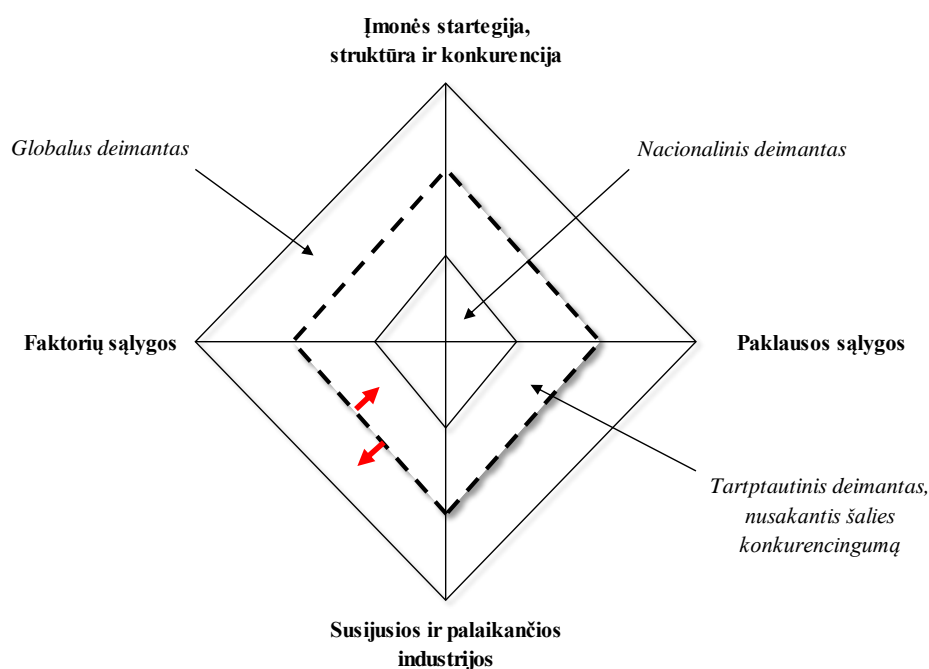 Įmonės startegija,
struktūra ir konkurencija
Globalus deimantas
Nacionalinis deimantas
Faktorių sąlygos
Paklausos sąlygos
Tartptautinis deimantas,
nusakantis šalies
konkurencingumą
Susijusios ir palaikančios
industrijos